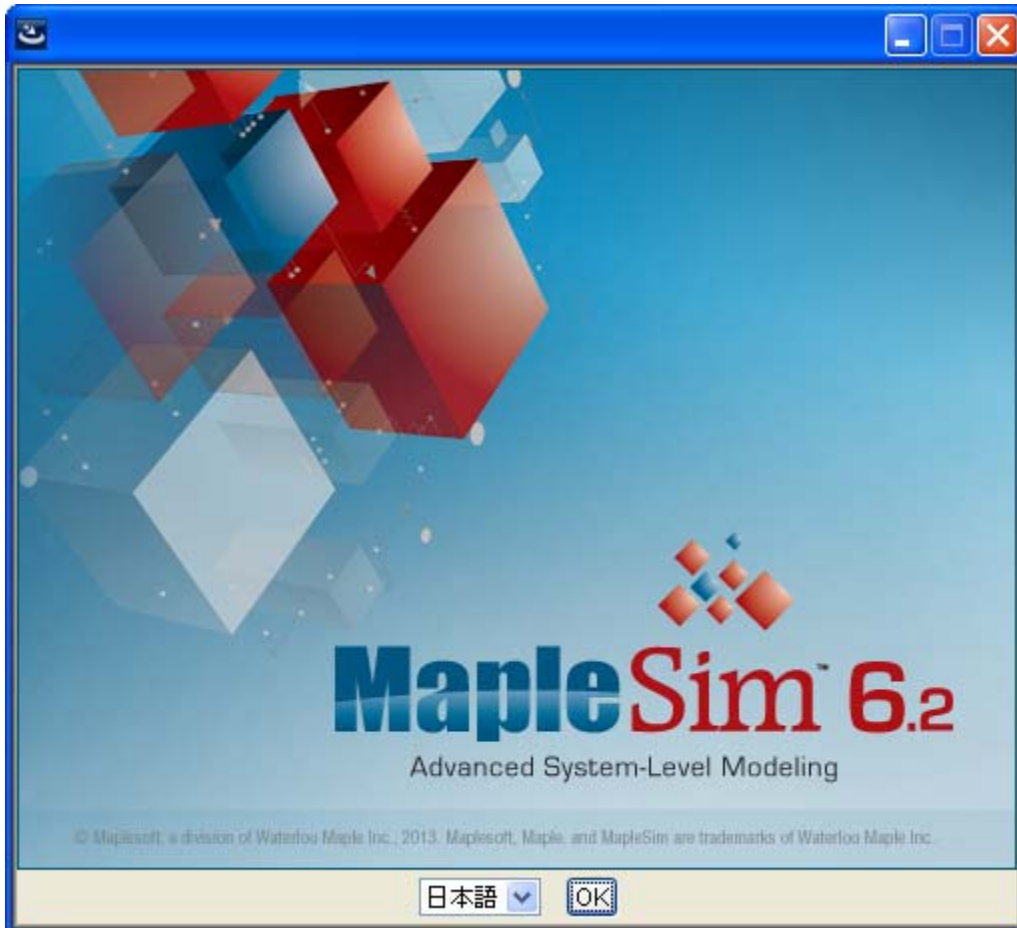 MapleSim™ 6.2
Advanced System-Level Modeling
© Maplesoft, a division of Waterloo Maple Inc., 2013. Maplesoft, Maple, and MapleSim are trademarks of Waterloo Maple Inc.
日本語 OK